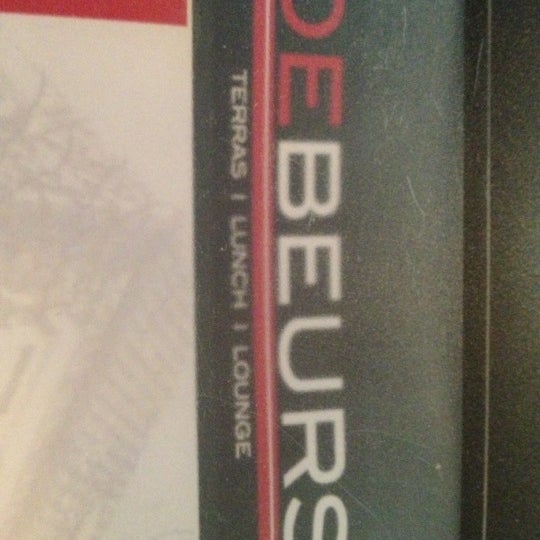 DEBEURS
TERRAS | LUNCH | LOUNGE